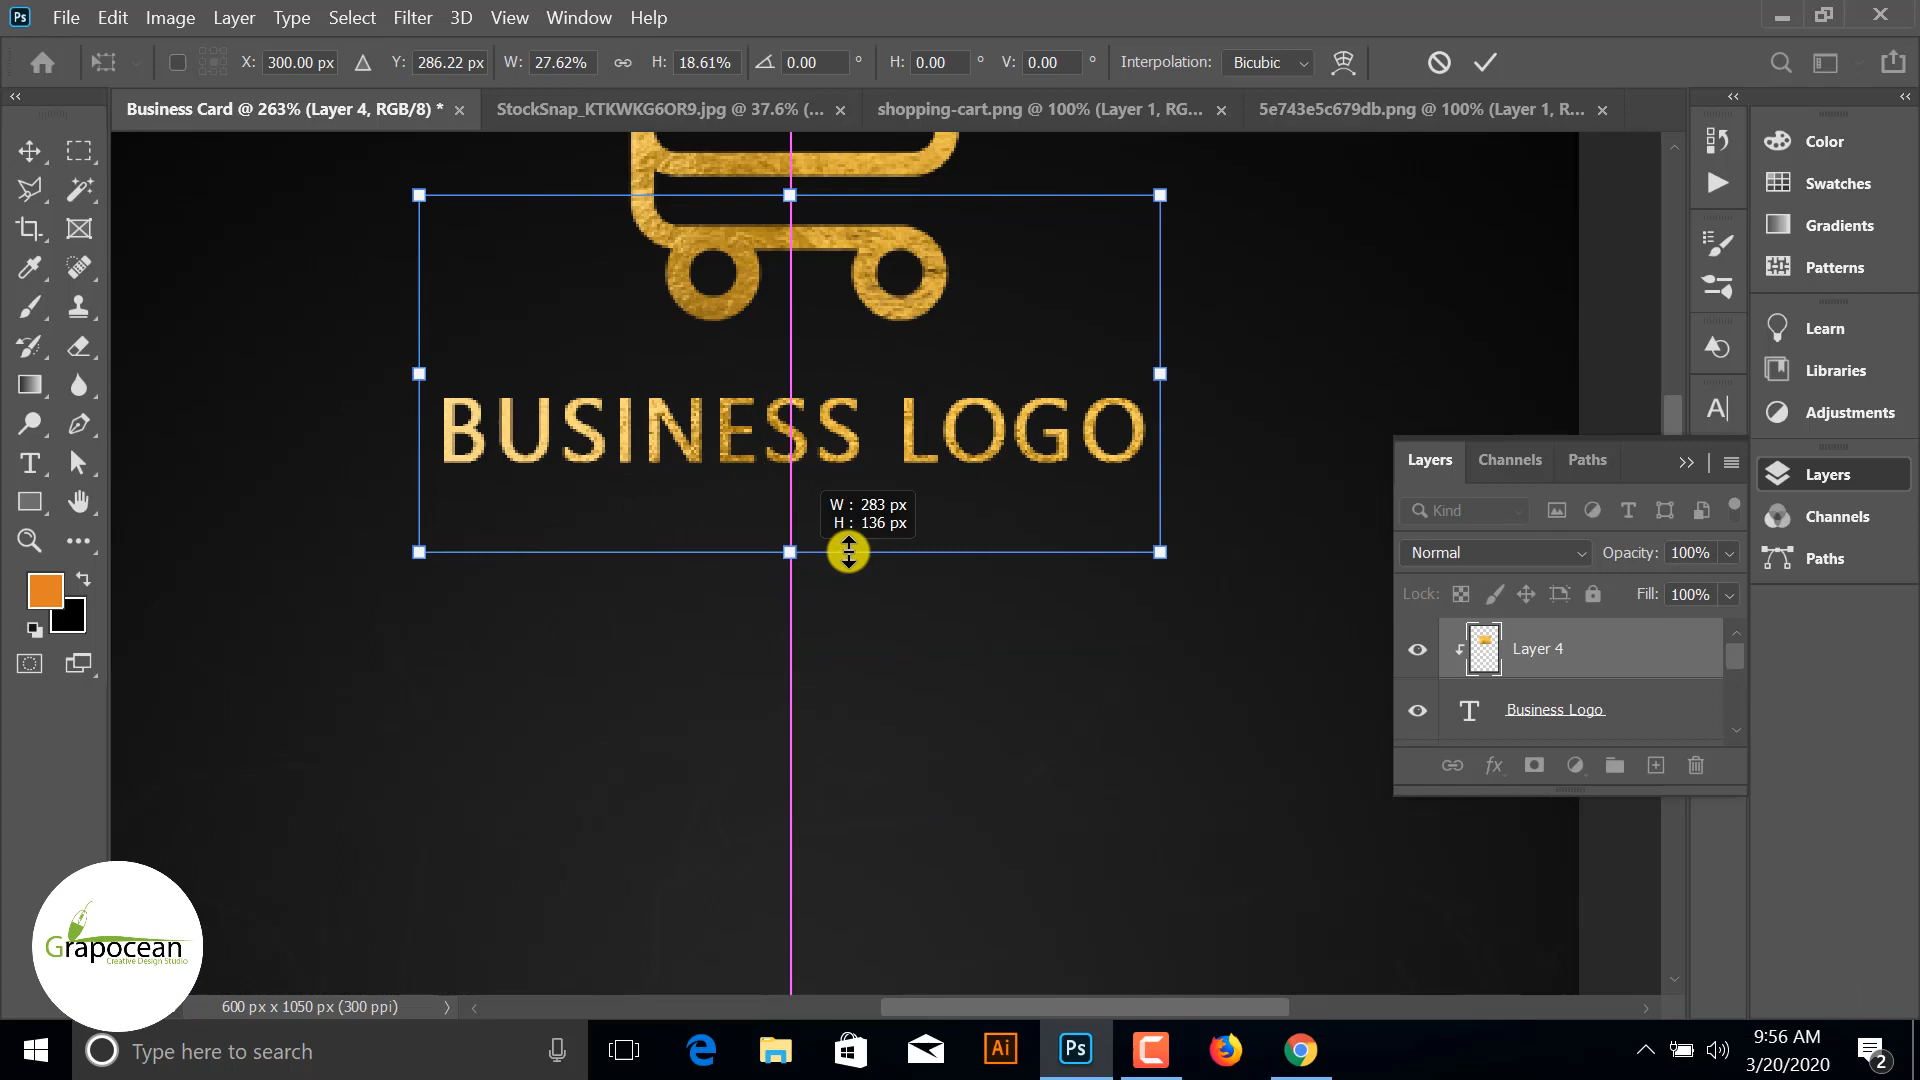 Ps File Edit Image Layer Type Select Filter 3D View Window Help
X: 300.00 px Y: 286.22 px W: 27.62% H: 18.61% 0.00 ° H: 0.00 ° V: 0.00 ° Interpolation: Bicubic
Business Card @ 263% (Layer 4, RGB/8) * × StockSnap_KTKWKG6OR9.jpg @ 37.6% (... × shopping-cart.png @ 100% (Layer 1, RG... × 5e743e5c679db.png @ 100% (Layer 1, R... ×
Color
Swatches
Gradients
Patterns
Learn
Libraries
Adjustments
Layers
Channels
Paths
BUSINESS LOGO
W : 283 px
H : 136 px
Layers Channels Paths
Kind
Normal Opacity: 100%
Lock: Fill: 100%
Layer 4
Business Logo
Grapocean
Creative Design Studio
600 px x 1050 px (300 ppi)
Type here to search
Ai Ps
9:56 AM
3/20/2020
2